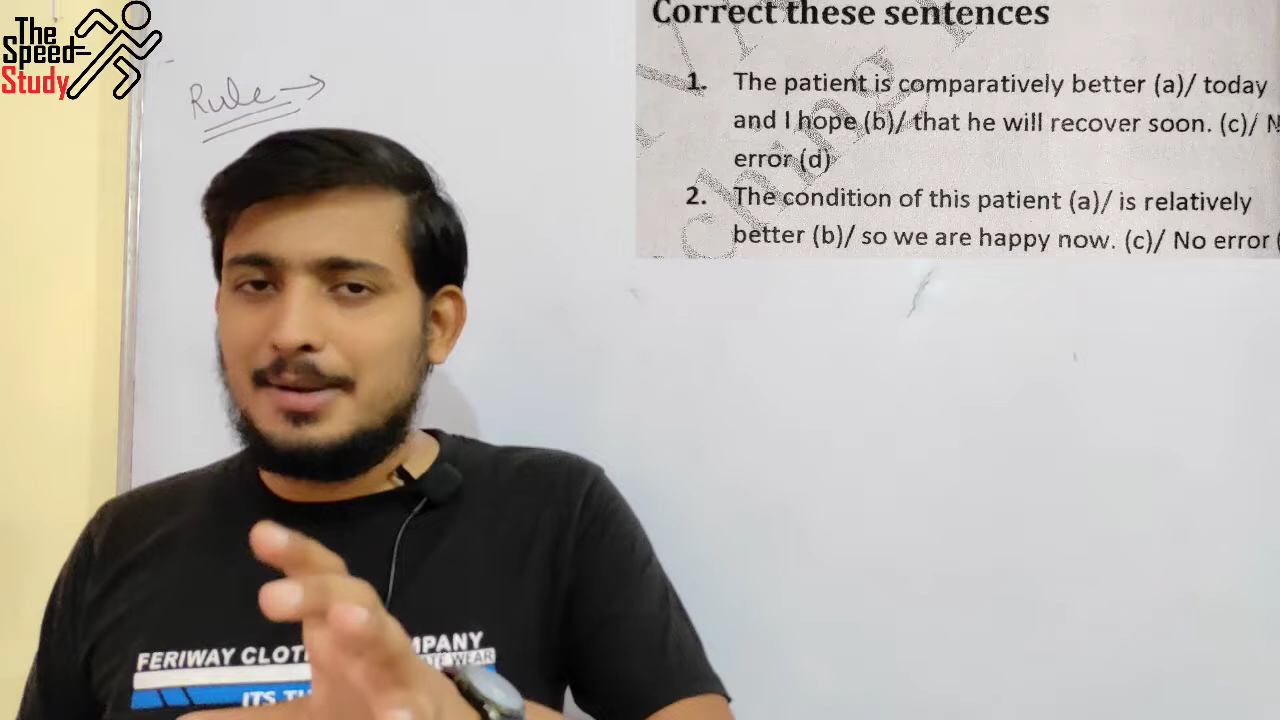 The
Speed
Study
Rule
Correct these sentences
1. The patient is comparatively better (a)/ today
and I hope (b)/ that he will recover soon. (c)/
error (d)
2. The condition of this patient (a)/ is relatively
better (b)/ so we are happy now. (c)/ No error
FERIWAY
WEAR
ITS